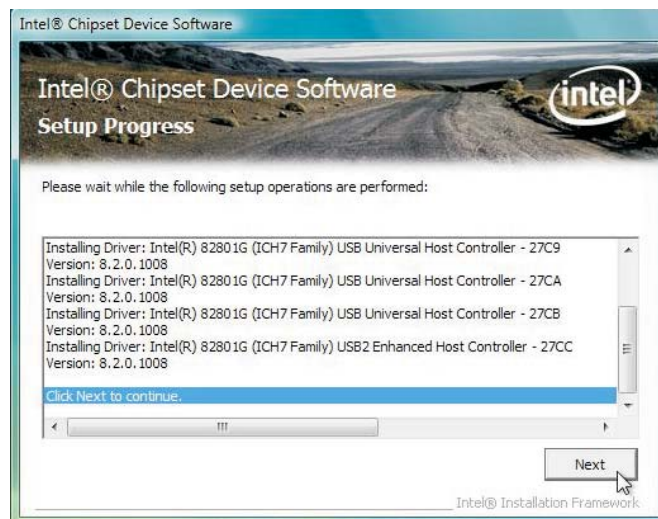 Intel® Chipset Device Software
Intel® Chipset Device Software
intel
Setup Progress
Please wait while the following setup operations are performed:
Installing Driver: Intel(R) 82801G (ICH7 Family) USB Universal Host Controller - 27C9
Version: 8.2.0.1008
Installing Driver: Intel(R) 82801G (ICH7 Family) USB Universal Host Controller - 27CA
Version: 8.2.0.1008
Installing Driver: Intel(R) 82801G (ICH7 Family) USB Universal Host Controller - 27CB
Version: 8.2.0.1008
Installing Driver: Intel(R) 82801G (ICH7 Family) USB2 Enhanced Host Controller - 27CC
Version: 8.2.0.1008
Click Next to continue.
Next
Intel® Installation Framework